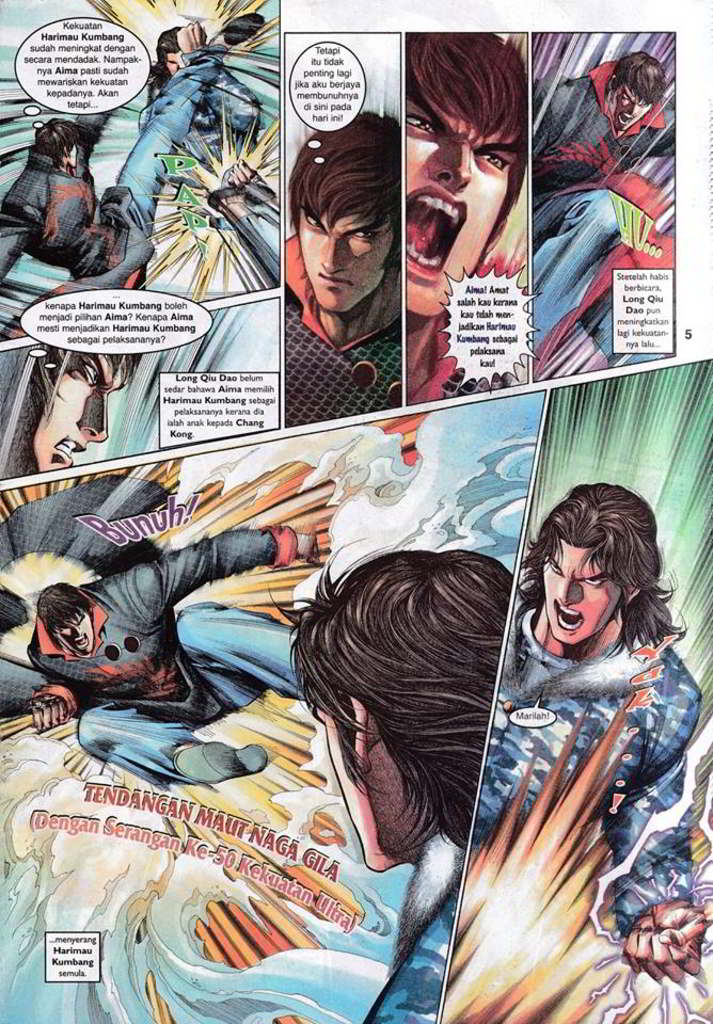 Kekuatan
Harimau Kumbang
sudah meningkat dengan
secara mendadak. Nampak-
nya Aima pasti sudah
mewariskan kekuatan
kepadanya. Akan
tetapi...
PAP
PAP!
Tetapi
itu tidak
penting lagi
jika aku berjaya
membunuhnya
di sini pada
hari ini!
Aima! Amat
salah kau kerana
kau telah men-
jadikan Harimau
Kumbang sebagai
pelaksana
kau!
HU...
Setelah habis
berbicara,
Long Qiu
Dao pun
meningkatkan
lagi kekuatan-
nya lalu...
5
...
kenapa Harimau Kumbang boleh
menjadi pilihan Aima? Kenapa Aima
mesti menjadikan Harimau Kumbang
sebagai pelaksananya?
Long Qiu Dao belum
sedar bahawa Aima memilih
Harimau Kumbang sebagai
pelaksananya kerana dia
ialah anak kepada Chang
Kong.
Bunuh!
TENDANGAN MAUT NAGA GILA
(Dengan Serangan Ke-50 Kekuatan Ultra)
...menyerang
Harimau
Kumbang
semula.
Marilah!